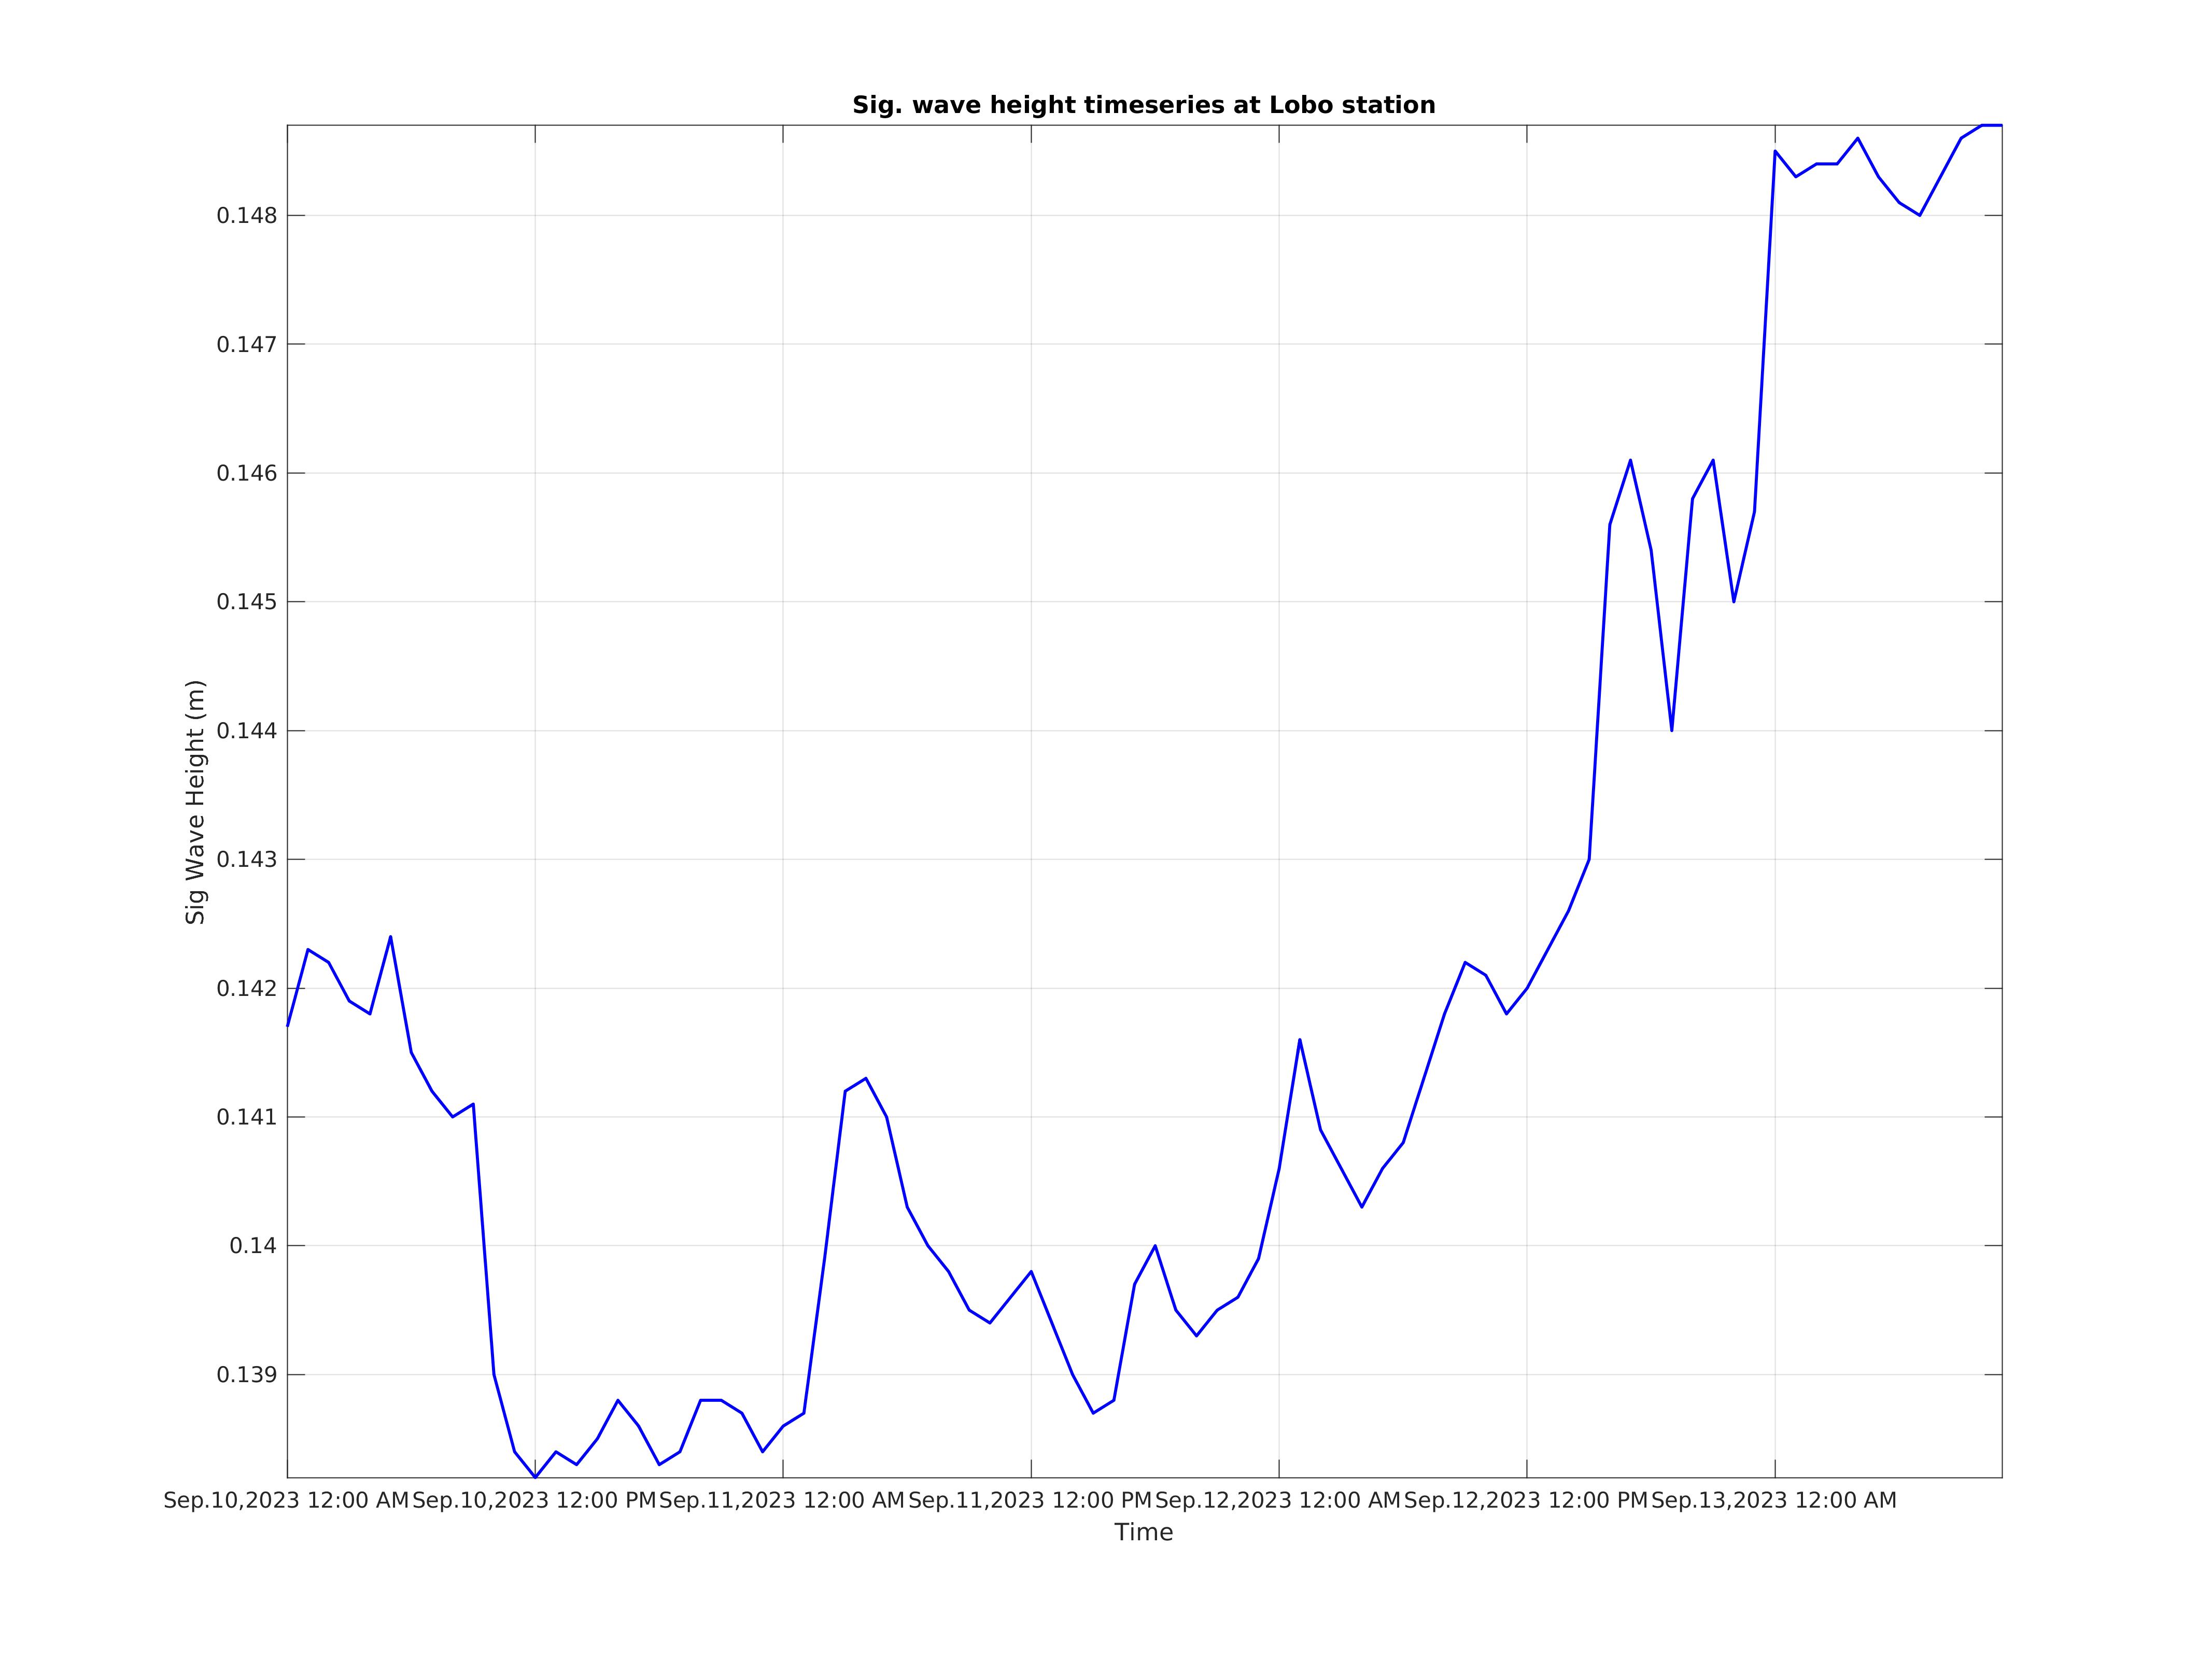 Sig. wave height timeseries at Lobo station
0.148
0.147
0.146
0.145
0.144
0.143
0.142
0.141
0.14
0.139
Sig Wave Height (m)
Sep.10,2023 12:00 AM Sep.10,2023 12:00 PM Sep.11,2023 12:00 AM Sep.11,2023 12:00 PM Sep.12,2023 12:00 AM Sep.12,2023 12:00 PM Sep.13,2023 12:00 AM
Time